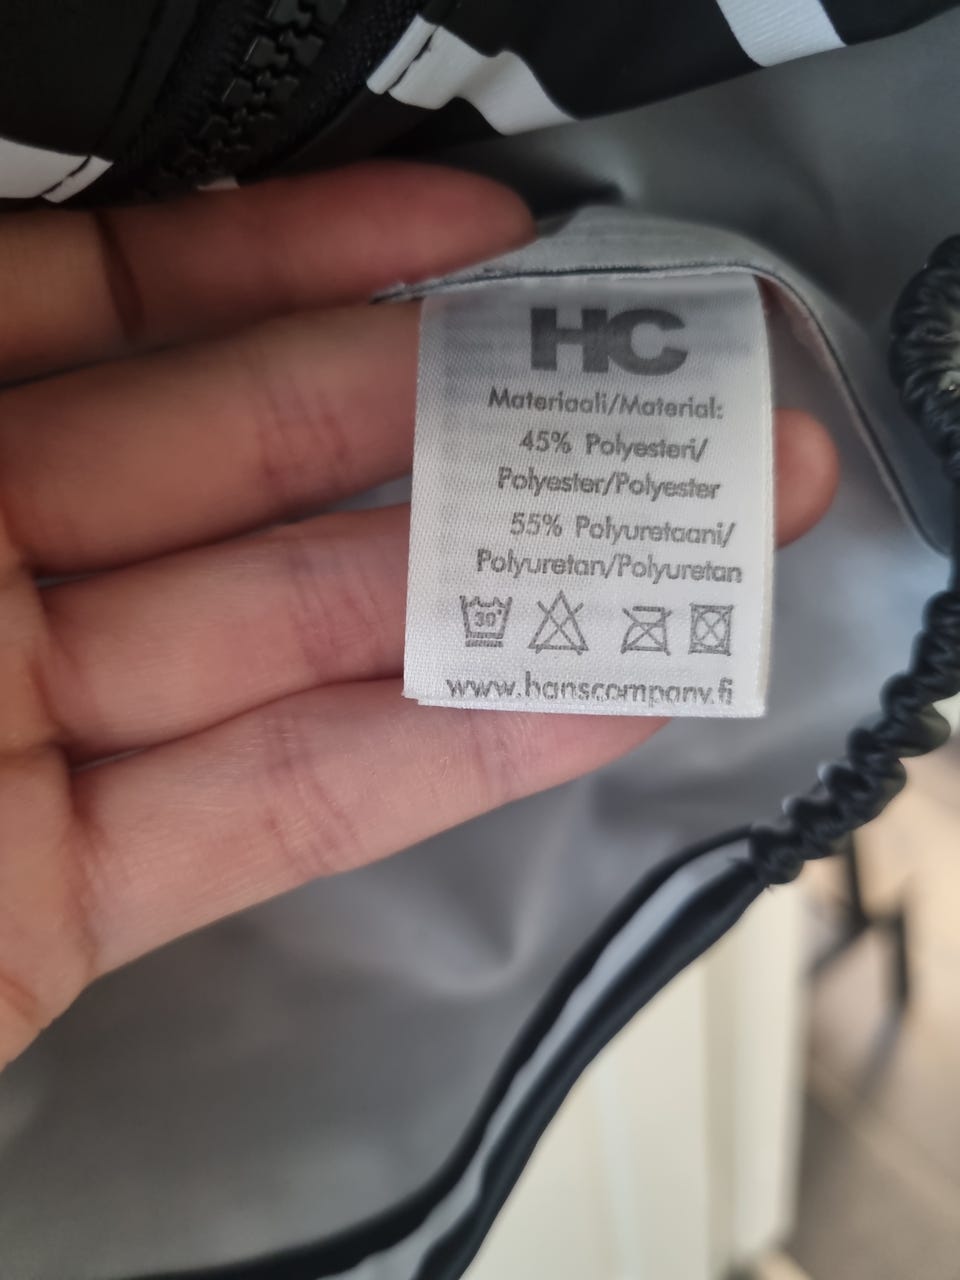 HC
Materiaali/Material:
45% Polyesteri/
Polyester/Polyester
55% Polyuretaani/
Polyuretan/Polyuretan
30°
www.hanscompany.fi